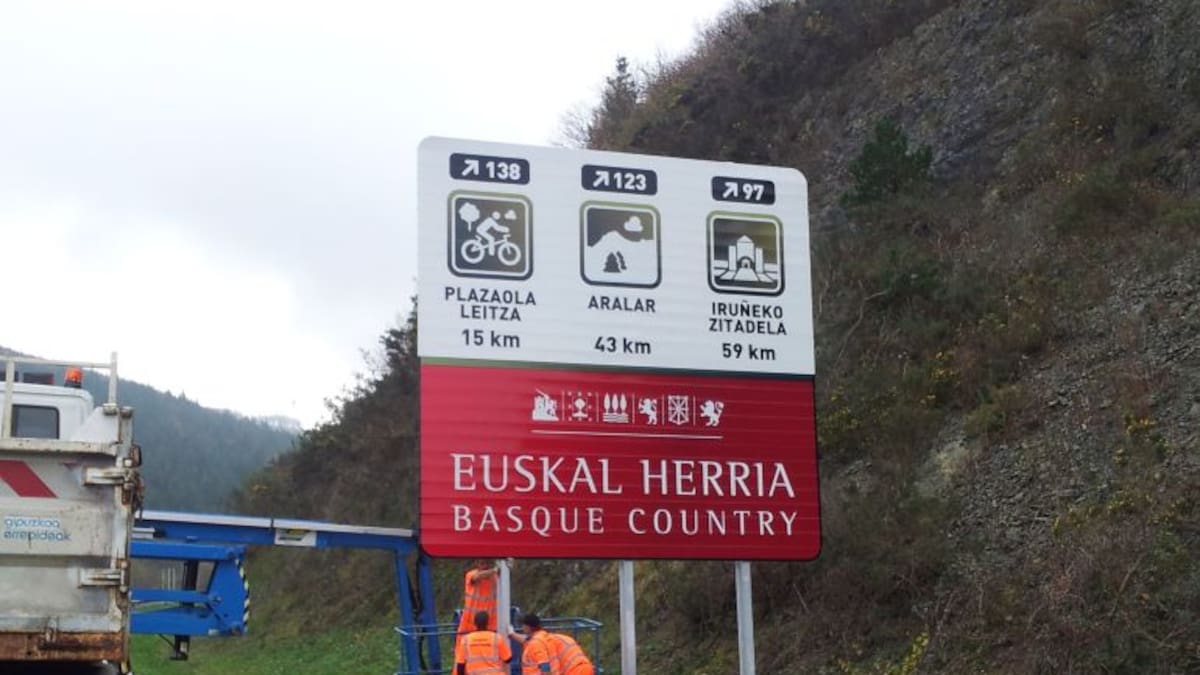 138
123
97
PLAZAOLA
LEITZA
15 km
ARALAR
43 km
IRUÑEKO
ZITADELA
59 km
EUSKAL HERRIA
BASQUE COUNTRY
gipuzkoa
errepideak